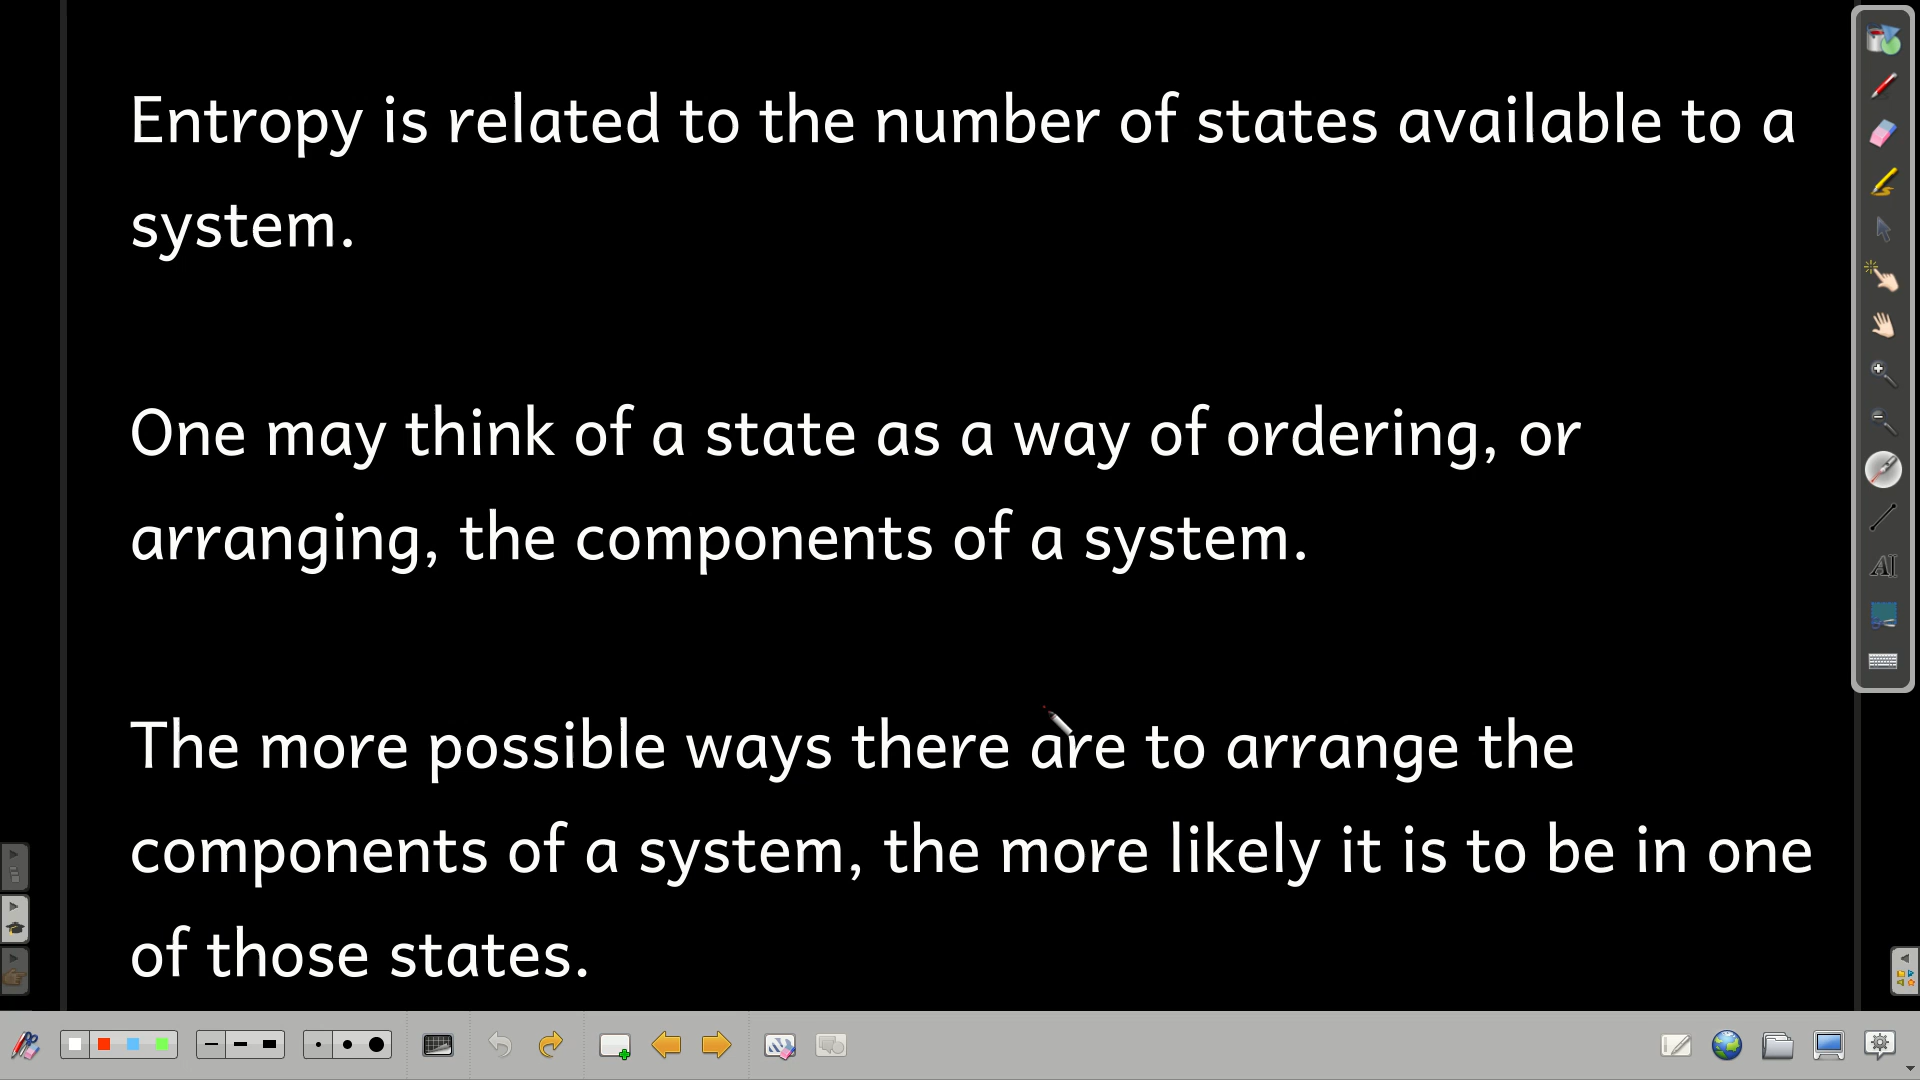 Entropy is related to the number of states available to a
system.
One may think of a state as a way of ordering, or
arranging, the components of a system.
The more possible ways there are to arrange the
components of a system, the more likely it is to be in one
of those states.
AI